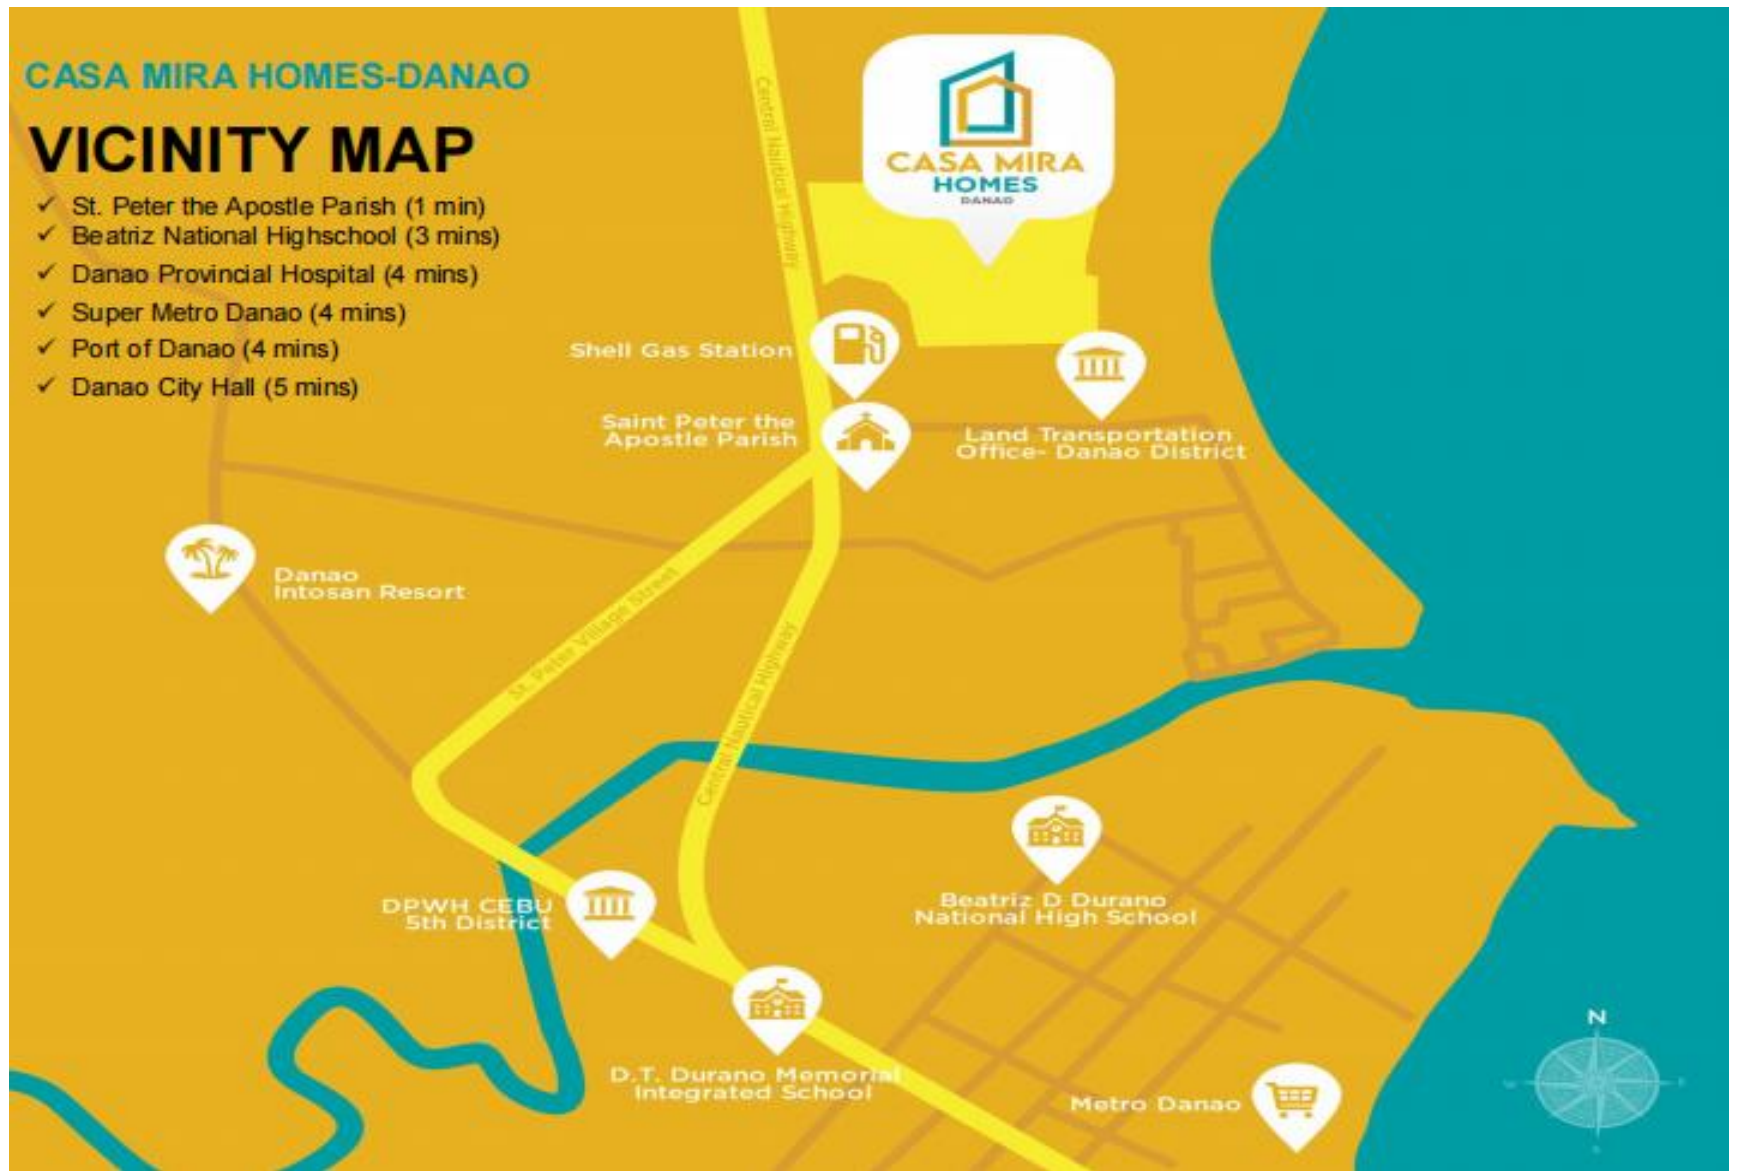 CASA MIRA HOMES-DANAO
VICINITY MAP
✓ St. Peter the Apostle Parish (1 min)
✓ Beatriz National Highschool (3 mins)
✓ Danao Provincial Hospital (4 mins)
✓ Super Metro Danao (4 mins)
✓ Port of Danao (4 mins)
✓ Danao City Hall (5 mins)
Central Nautical Highway
CASA MIRA
HOMES
DANAO
Shell Gas Station
Saint Peter the
Apostle Parish
Land Transportation
Office- Danao District
Danao
Intosan Resort
St. Peter Village Street
Central Nautical Highway
DPWH CEBU
5th District
Beatriz D Durano
National High School
D.T. Durano Memorial
Integrated School
Metro Danao
N